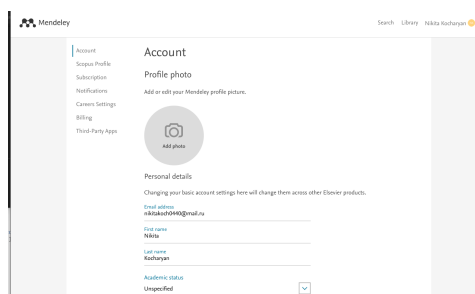 Mendeley
Search Library Nikita Kocharyan
Account
Scopus Profile
Subscription
Notifications
Careers Settings
Billing
Third-Party Apps
Account
Profile photo
Add or edit your Mendeley profile picture.
Add photo
Personal details
Changing your basic account settings here will change them across other Elsevier products.
Email address
nikitakoch0440@mail.ru
First name
Nikita
Last name
Kocharyan
Academic status
Unspecified